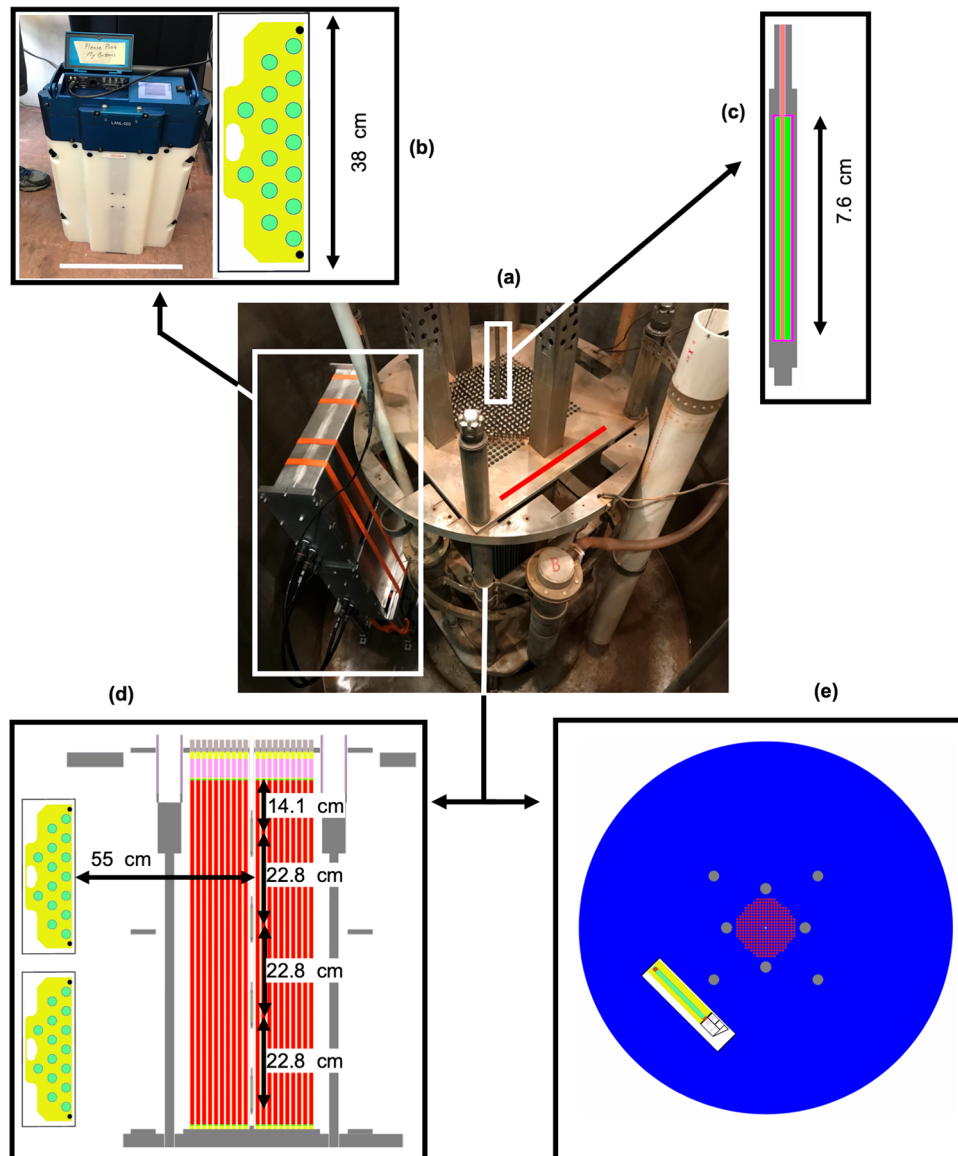 Please Push
My Buttons
(c)
(b)
38 cm
7.6 cm
(a)
B
(d)
(e)
14.1 cm
55 cm
22.8 cm
22.8 cm
22.8 cm